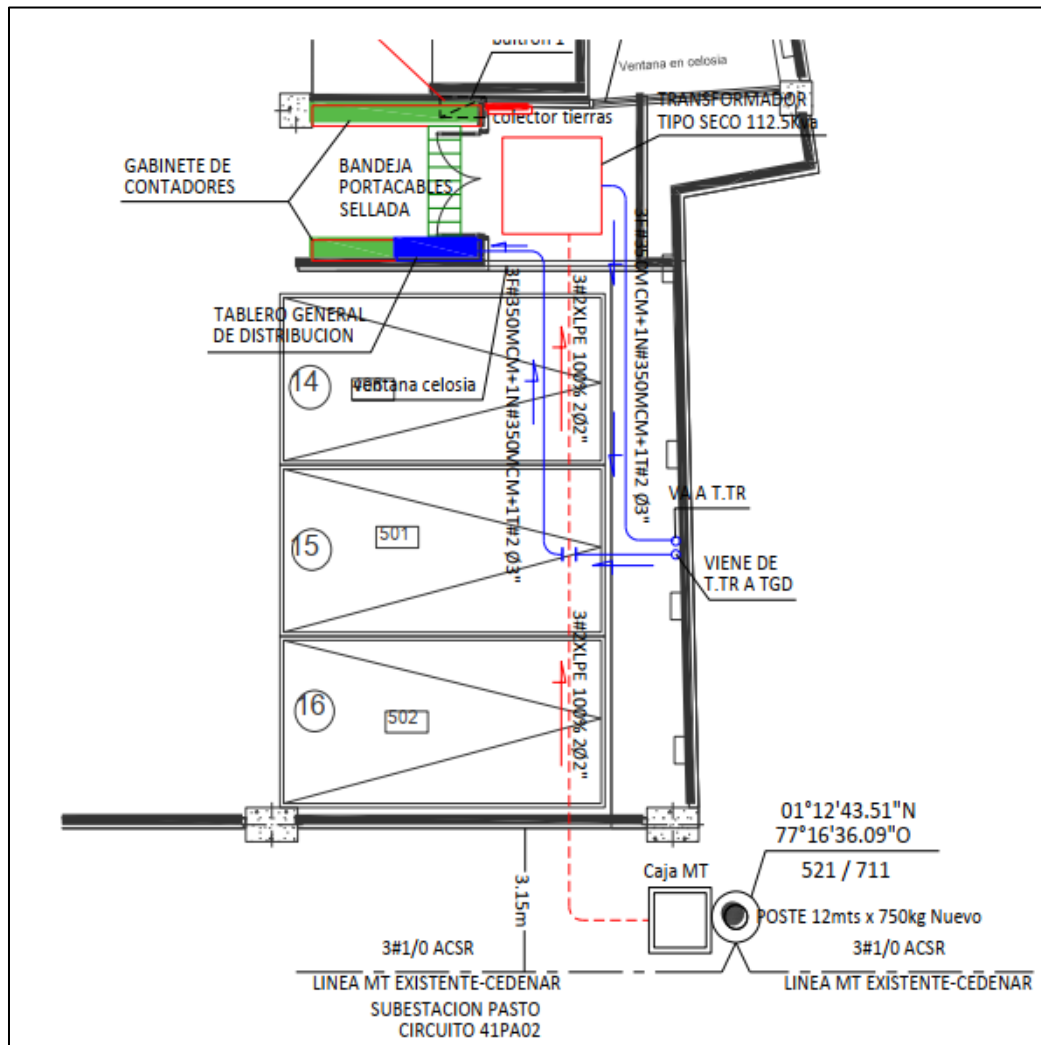 buitron 1
Ventana en celosia
TRANSFORMADOR
TIPO SECO 112.5Kva
colector tierras
GABINETE DE
CONTADORES
BANDEJA
PORTACABLES
SELLADA
3F#350MCM+1N#350MCM+1T#2 Ø3"
3#2XLPE 100% 2Ø2"
3F#350MCM+1N#350MCM+1T#2 Ø3"
TABLERO GENERAL
DE DISTRIBUCION
14
ventana celosia
VA A T.TR
15
501
VIENE DE
T.TR A TGD
3#2XLPE 100% 2Ø2"
16
502
01°12'43.51"N
77°16'36.09"O
521 / 711
Caja MT
POSTE 12mts x 750kg Nuevo
3.15m
3#1/0 ACSR
3#1/0 ACSR
LINEA MT EXISTENTE-CEDENAR
LINEA MT EXISTENTE-CEDENAR
SUBESTACION PASTO
CIRCUITO 41PA02